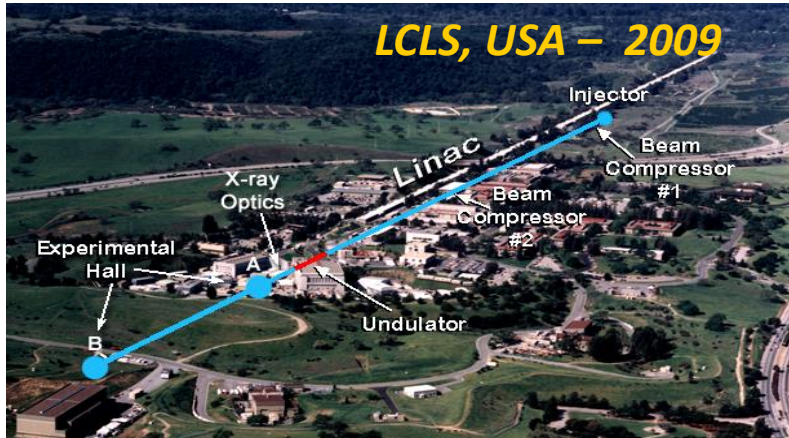 LCLS, USA – 2009
Injector
Linac
Beam
Compressor
#1
X-ray
Optics
Beam
Compressor
#2
Experimental
Hall
A
Undulator
B